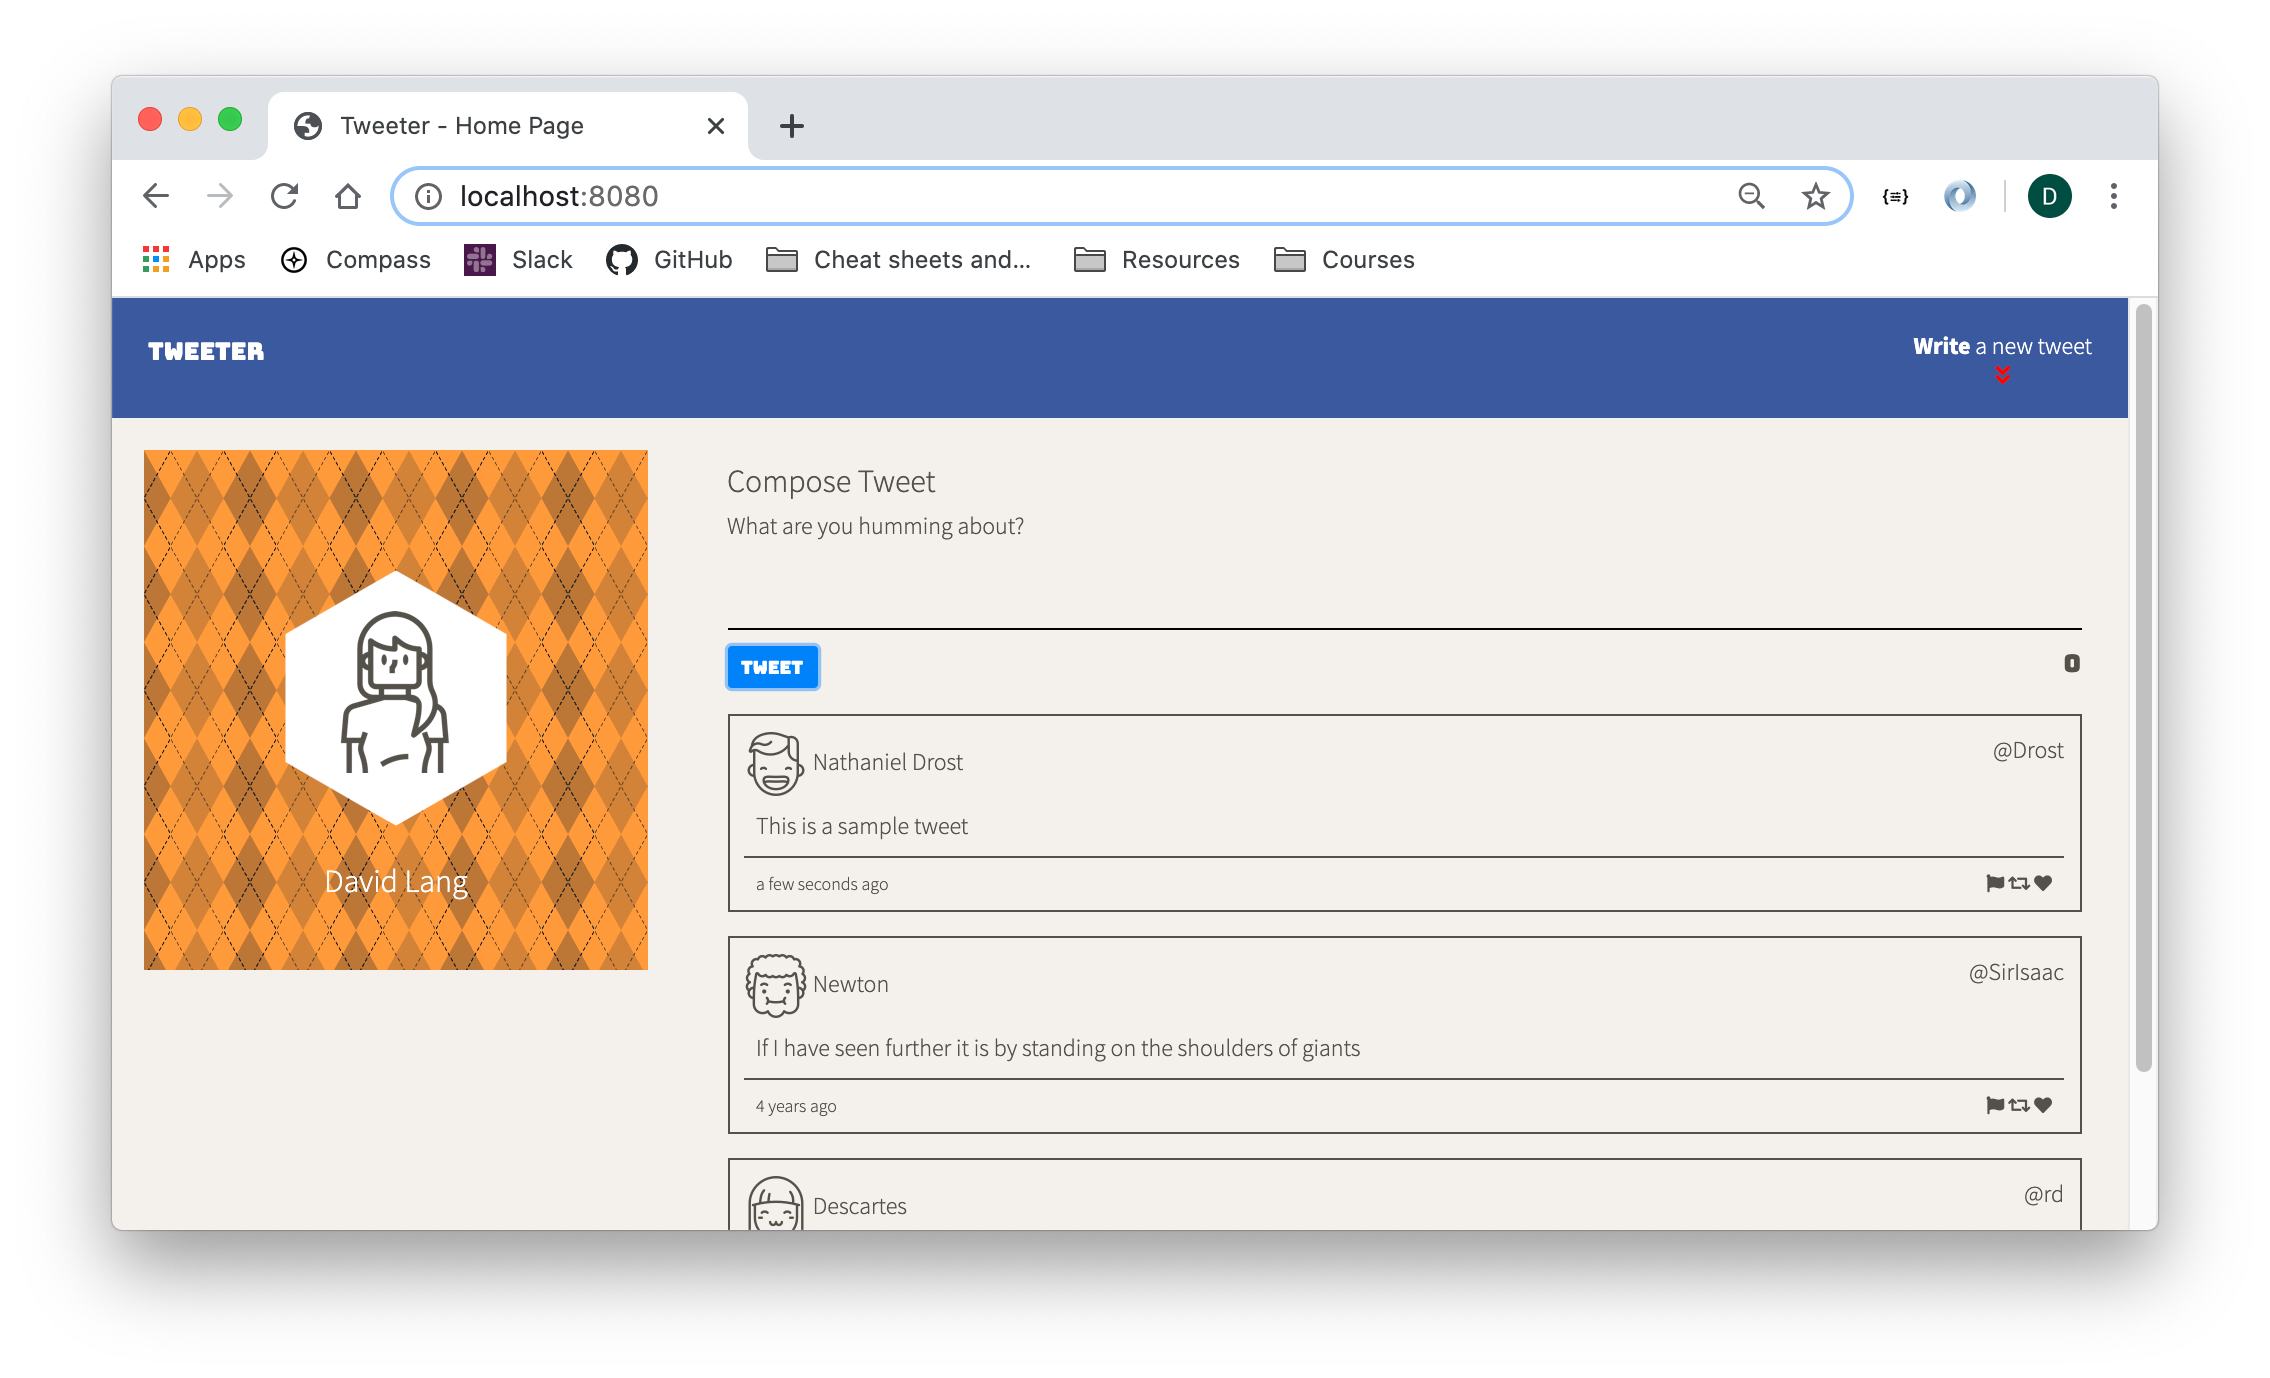 Tweeter - Home Page
localhost:8080
{≡}
D
Apps
Compass
Slack
GitHub
Cheat sheets and...
Resources
Courses
TWEETER
Write a new tweet
David Lang
Compose Tweet
What are you humming about?
TWEET
0
Nathaniel Drost
@Drost
This is a sample tweet
a few seconds ago
Newton
@SirIsaac
If I have seen further it is by standing on the shoulders of giants
4 years ago
Descartes
@rd